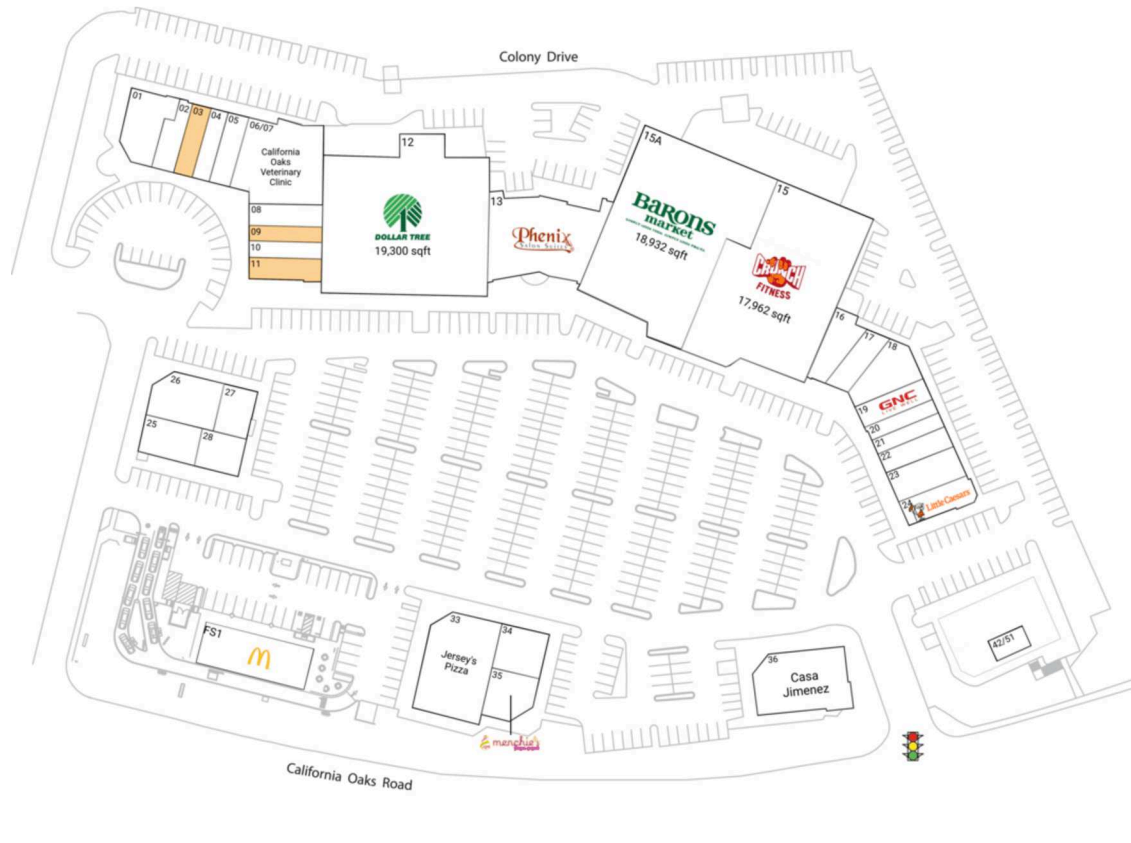 Colony Drive
01
02
03
04
05
06/07
California
Oaks
Veterinary
Clinic
08
09
10
11
12
DOLLAR TREE
19,300 sqft
13
Phenix
Salon Suites
15A
BARONS
market
18,932 sqft
15
CRUNCH
FITNESS
17,962 sqft
16
17
18
19
GNC
LIVE WELL
20
21
22
23
24
Little Caesars
26
27
25
28
FS1
33
34
Jersey's
Pizza
35
menchie's
36
Casa
Jimenez
42/51
California Oaks Road